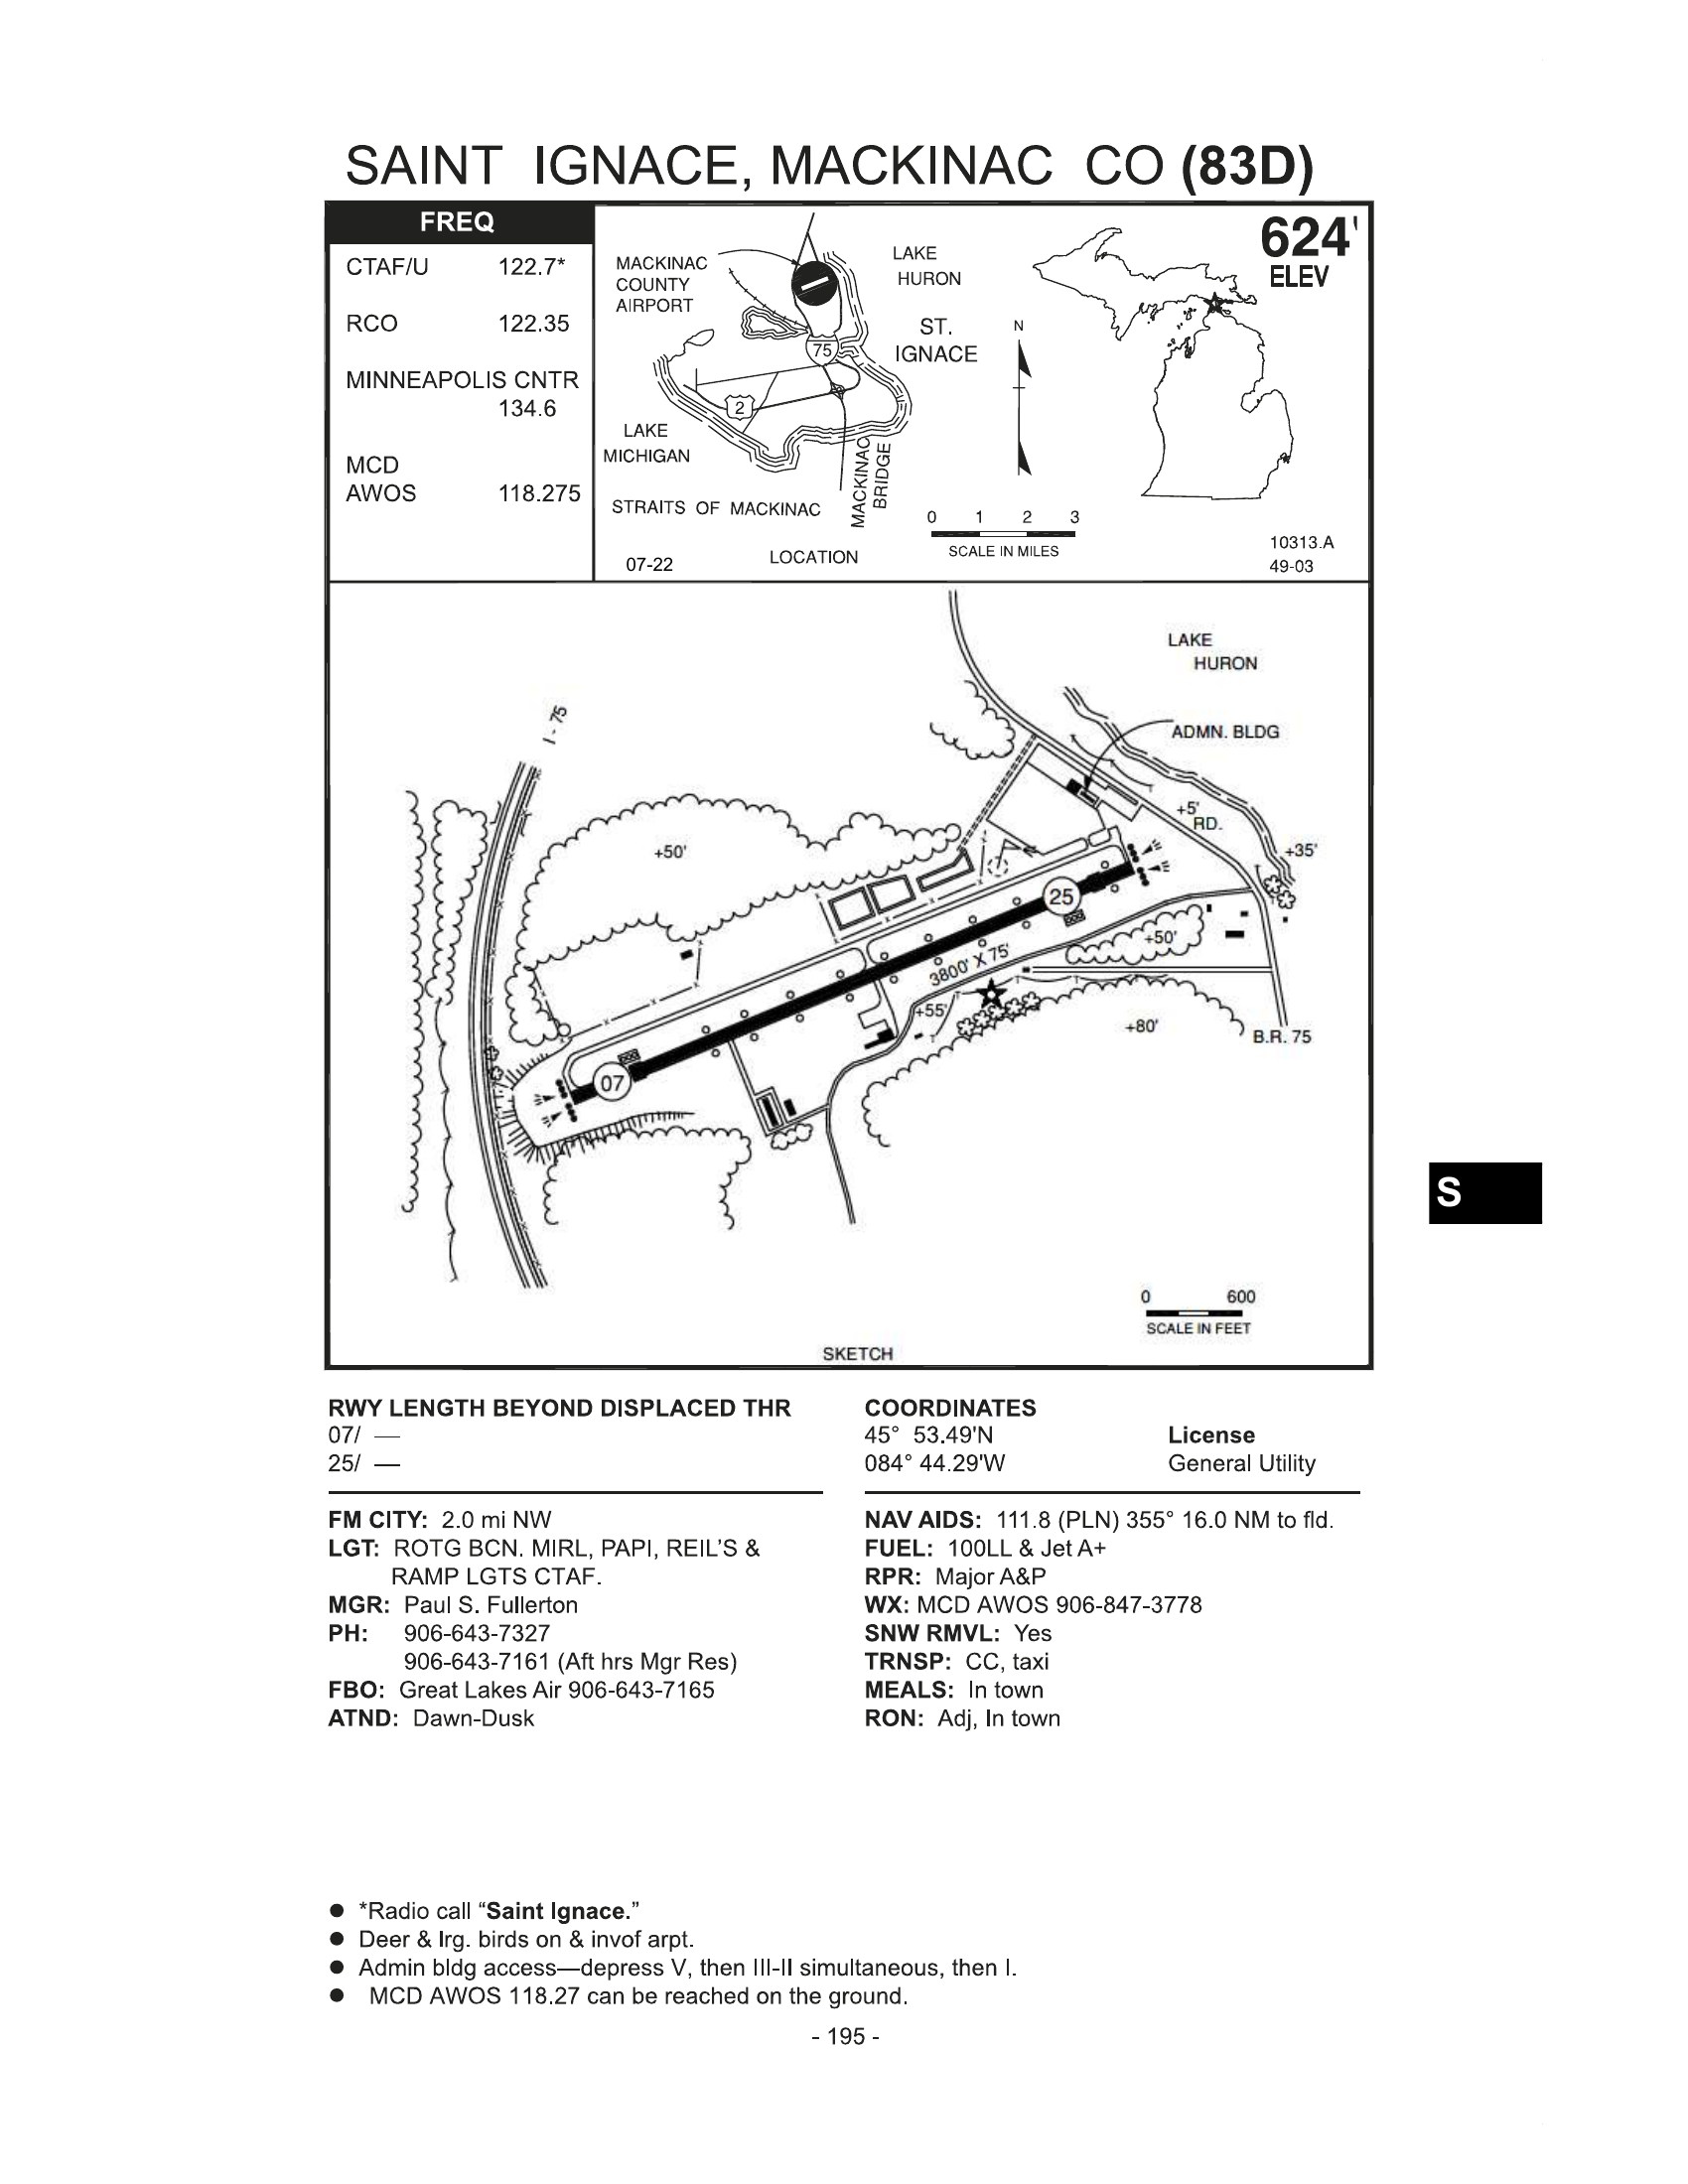 SAINT IGNACE, MACKINAC CO (83D)
FREQ
CTAF/U 122.7*
RCO 122.35
MINNEAPOLIS CNTR
134.6
MCD
AWOS 118.275
MACKINAC
COUNTY
AIRPORT
LAKE
HURON
ST.
IGNACE
75
2
LAKE
MICHIGAN
MACKINAC
BRIDGE
STRAITS OF MACKINAC
07-22
LOCATION
N
0 1 2 3
SCALE IN MILES
624'
ELEV
10313.A
49-03
LAKE
HURON
I - 75
ADMN. BLDG
+5'
RD.
+35'
+50'
25
+50'
3800' X 75'
+55'
+80'
B.R. 75
07
0 600
SCALE IN FEET
SKETCH
S
RWY LENGTH BEYOND DISPLACED THR
07/ —
25/ —
COORDINATES
45° 53.49'N
084° 44.29'W
License
General Utility
FM CITY: 2.0 mi NW
LGT: ROTG BCN. MIRL, PAPI, REIL'S &
RAMP LGTS CTAF.
MGR: Paul S. Fullerton
PH: 906-643-7327
906-643-7161 (Aft hrs Mgr Res)
FBO: Great Lakes Air 906-643-7165
ATND: Dawn-Dusk
NAV AIDS: 111.8 (PLN) 355° 16.0 NM to fld.
FUEL: 100LL & Jet A+
RPR: Major A&P
WX: MCD AWOS 906-847-3778
SNW RMVL: Yes
TRNSP: CC, taxi
MEALS: In town
RON: Adj, In town
● *Radio call “Saint Ignace.”
● Deer & lrg. birds on & invof arpt.
● Admin bldg access—depress V, then III-II simultaneous, then I.
● MCD AWOS 118.27 can be reached on the ground.
- 195 -